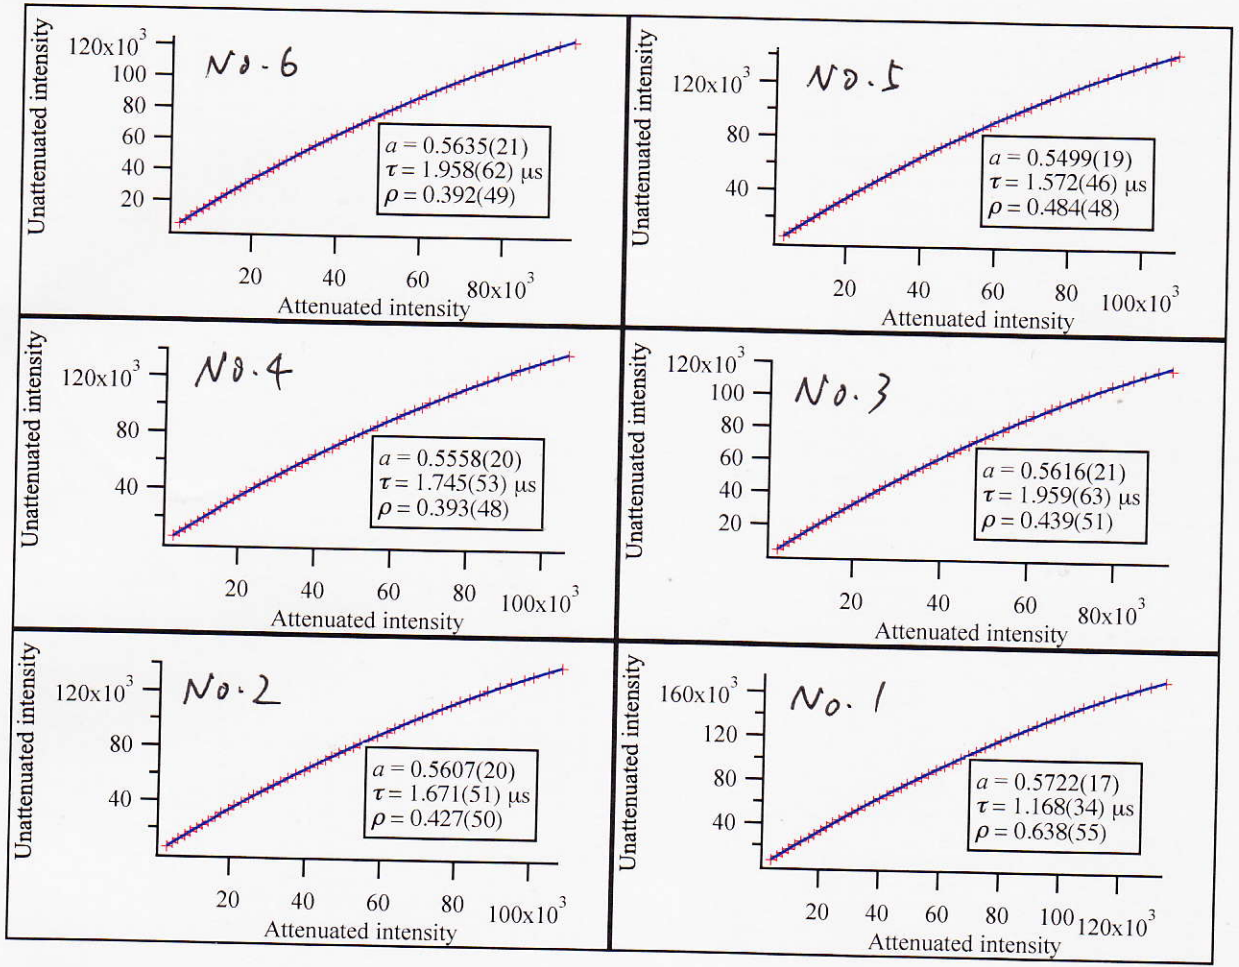 Unattenuated intensity
120x10³
100
80
60
40
20
No.6
a = 0.5635(21)
τ = 1.958(62) μs
ρ = 0.392(49)
20
40
60
80x10³
Attenuated intensity
Unattenuated intensity
120x10³
80
40
No.5
a = 0.5499(19)
τ = 1.572(46) μs
ρ = 0.484(48)
20
40
60
80
100x10³
Attenuated intensity
Unattenuated intensity
120x10³
80
40
No.4
a = 0.5558(20)
τ = 1.745(53) μs
ρ = 0.393(48)
20
40
60
80
100x10³
Attenuated intensity
Unattenuated intensity
120x10³
100
80
60
40
20
No.3
a = 0.5616(21)
τ = 1.959(63) μs
ρ = 0.439(51)
20
40
60
80x10³
Attenuated intensity
Unattenuated intensity
120x10³
80
40
No.2
a = 0.5607(20)
τ = 1.671(51) μs
ρ = 0.427(50)
20
40
60
80
100x10³
Attenuated intensity
Unattenuated intensity
160x10³
120
80
40
No.1
a = 0.5722(17)
τ = 1.168(34) μs
ρ = 0.638(55)
20
40
60
80
100
120x10³
Attenuated intensity